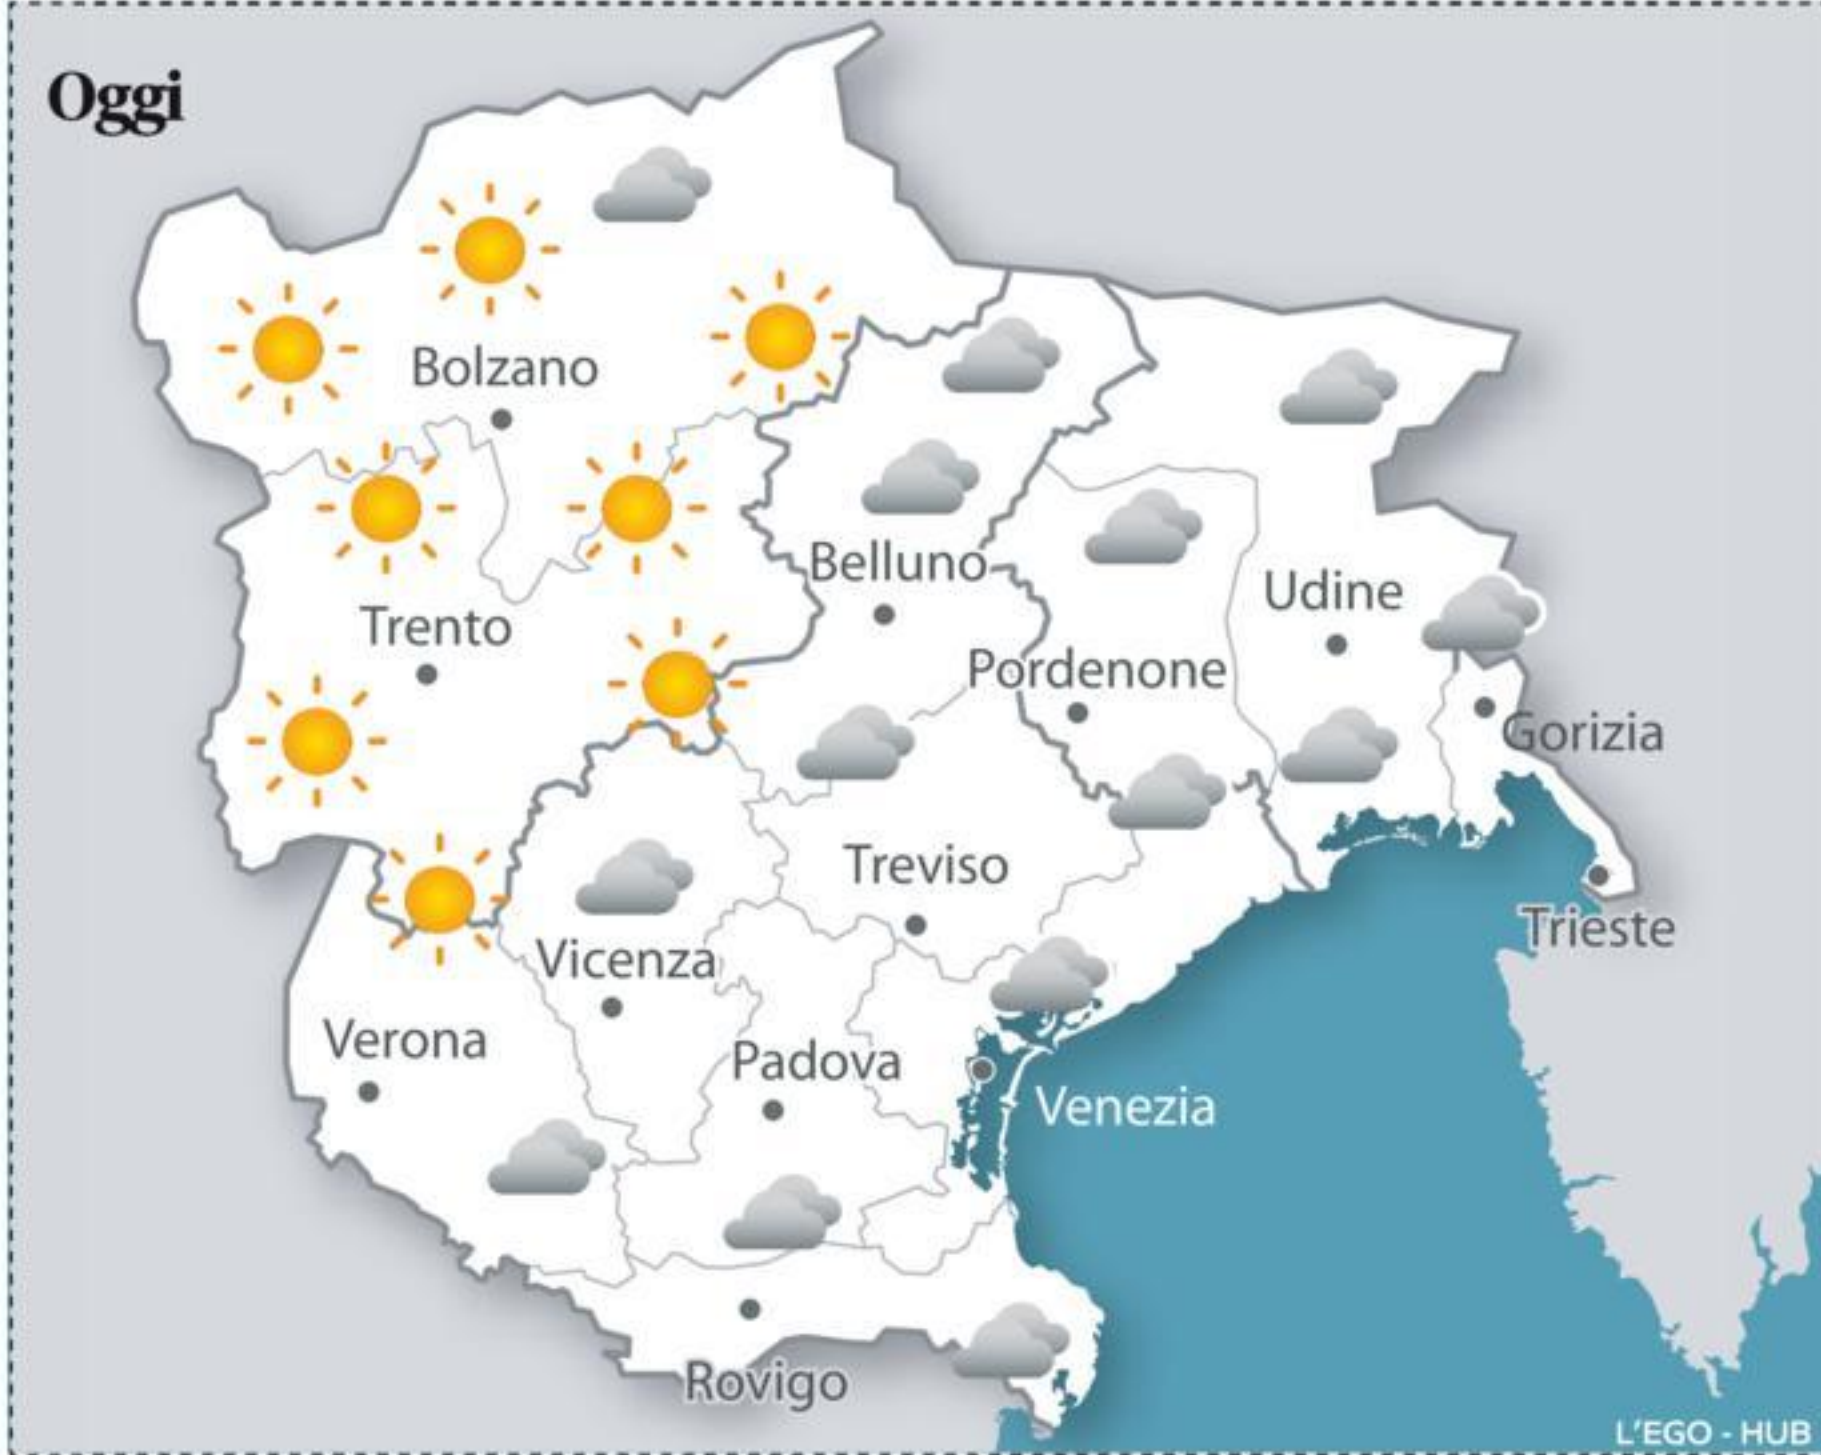 Oggi
Bolzano
Belluno
Udine
Trento
Pordenone
Gorizia
Treviso
Trieste
Vicenza
Verona
Padova
Venezia
Rovigo
L'EGO - HUB